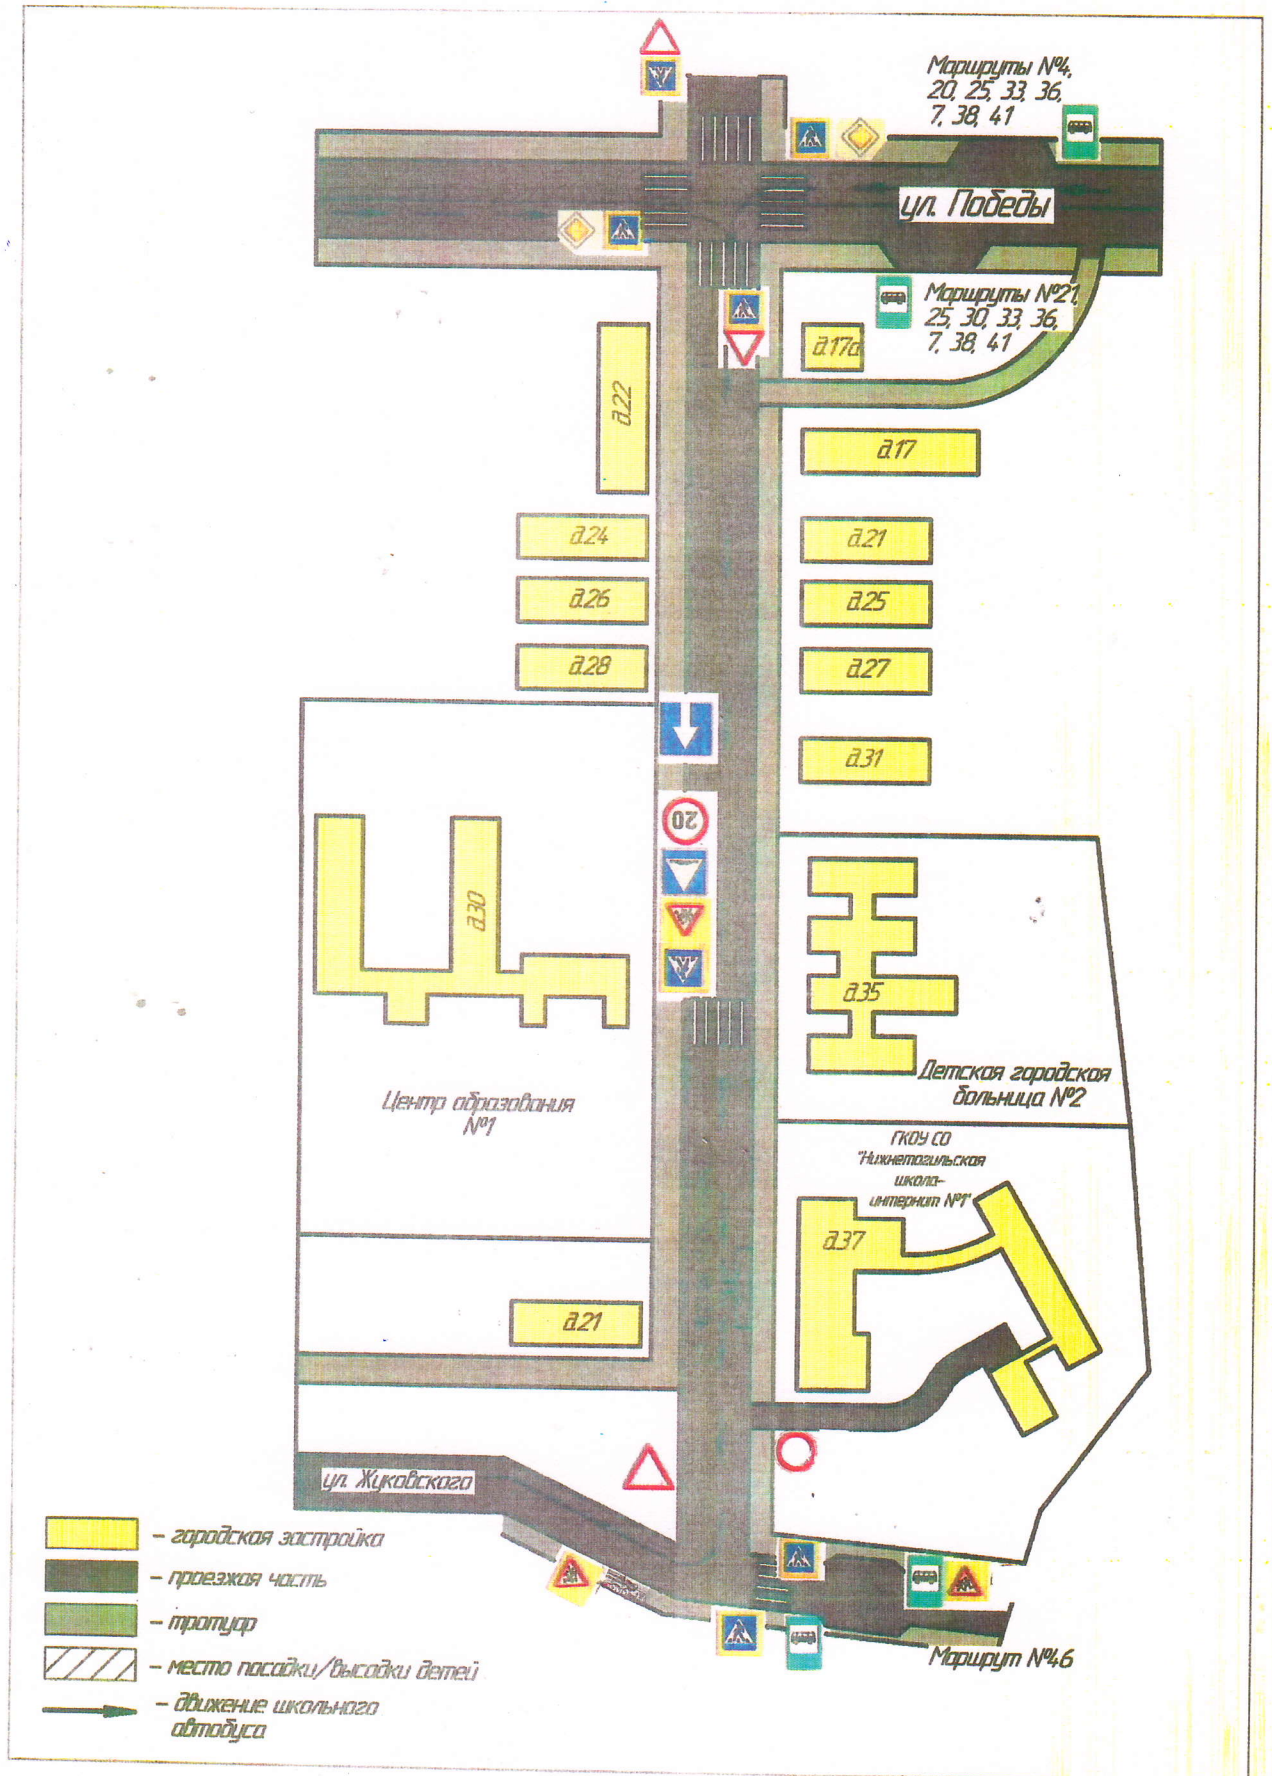 Маршруты №4,
20, 25, 33, 36,
7, 38, 41
ул. Победы
Маршруты №21,
25, 30, 33, 36,
7, 38, 41
д.17а
д.22
д.17
д.24
д.21
д.26
д.25
д.28
д.27
д.31
20
д.30
д.35
Детская городская
больница №2
Центр образования
№1
ГКОУ СО
"Нижнетагильская
школа-
интернат №1"
д.37
д.21
ул. Жуковского
- городская застройка
- проезжая часть
- тротуар
- место посадки/высадки детей
- движение школьного
автобуса
Маршрут №46